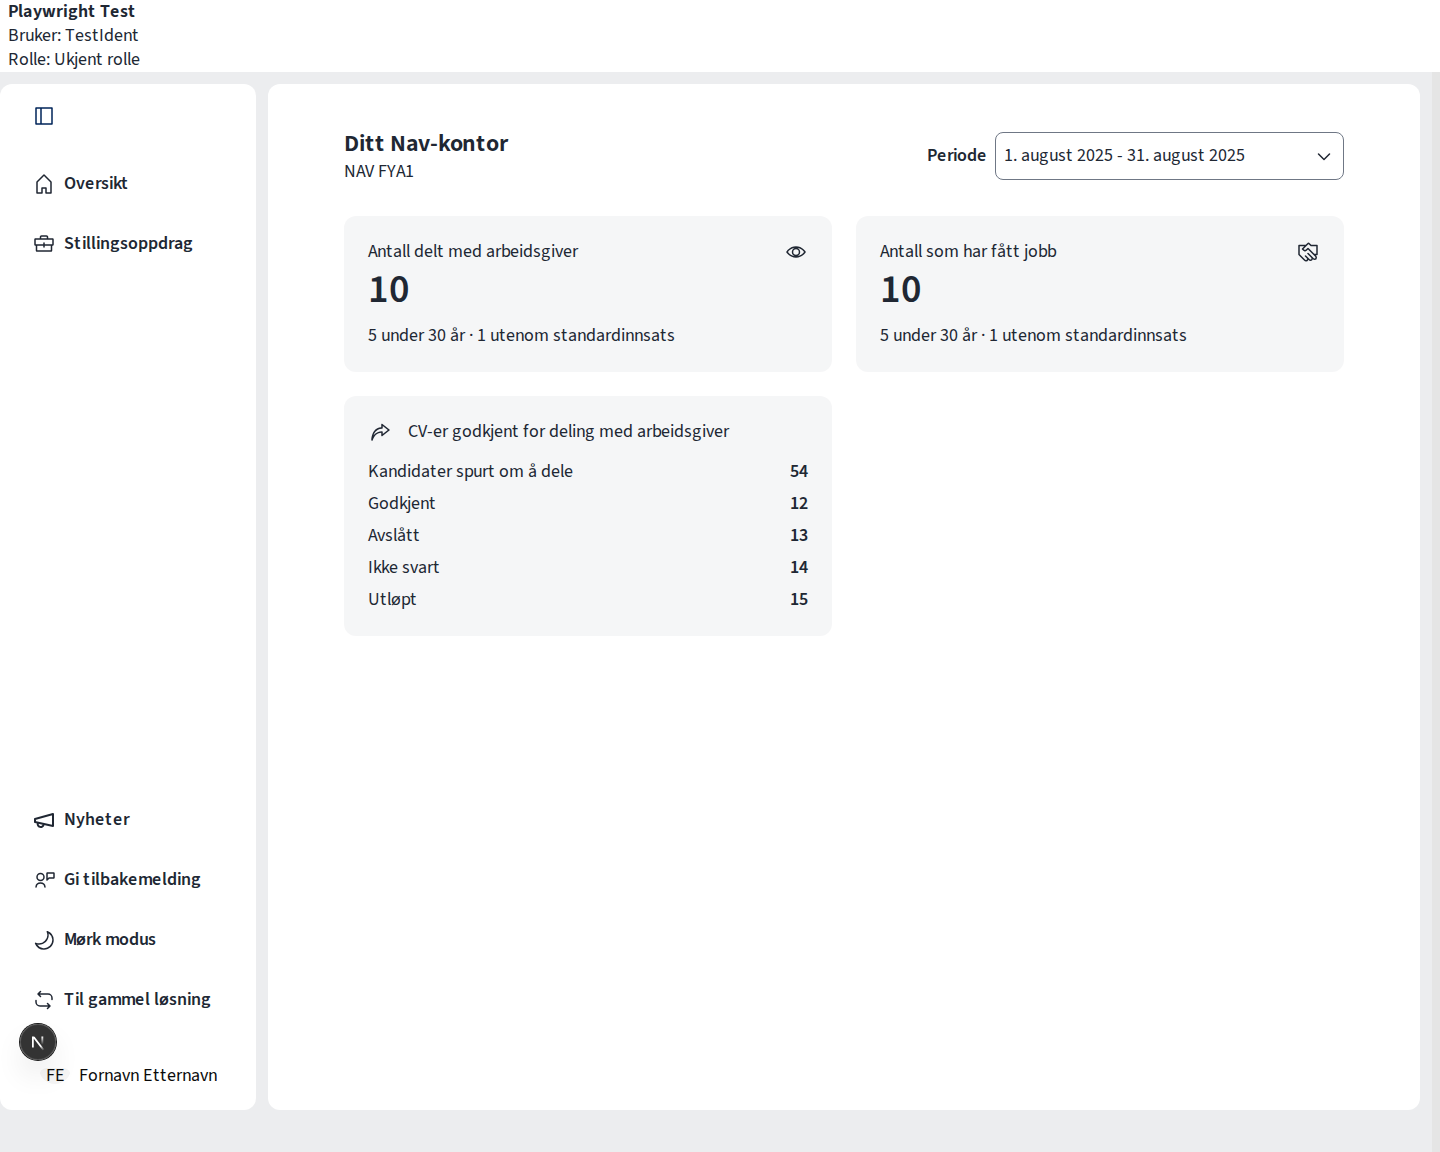 Playwright Test
Bruker: TestIdent
Rolle: Ukjent rolle
Oversikt
Stillingsoppdrag
Nyheter
Gi tilbakemelding
Mørk modus
Til gammel løsning
N
FE Fornavn Etternavn
Ditt Nav-kontor
NAV FYA1
Periode 1. august 2025 - 31. august 2025
Antall delt med arbeidsgiver
10
5 under 30 år · 1 utenom standardinnsats
Antall som har fått jobb
10
5 under 30 år · 1 utenom standardinnsats
CV-er godkjent for deling med arbeidsgiver
Kandidater spurt om å dele 54
Godkjent 12
Avslått 13
Ikke svart 14
Utløpt 15